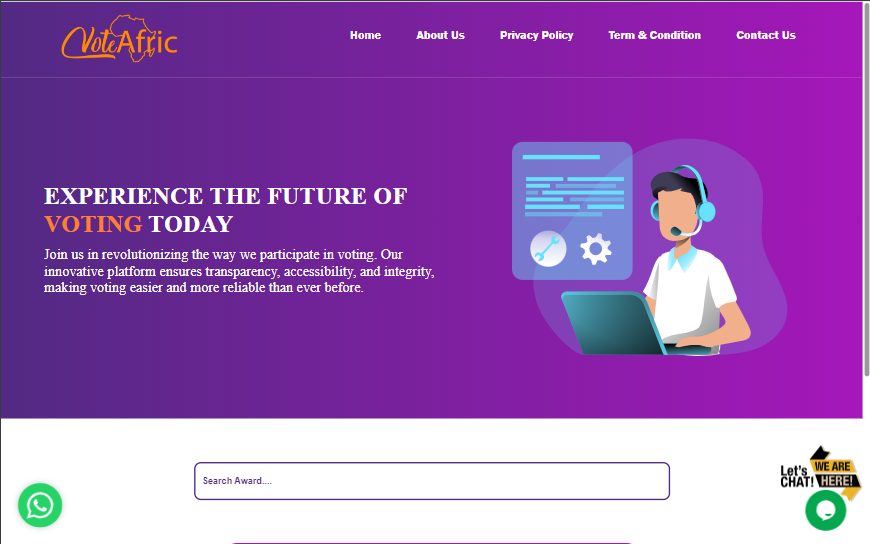 VoteAfric
Home About Us Privacy Policy Term & Condition Contact Us
EXPERIENCE THE FUTURE OF
VOTING TODAY
Join us in revolutionizing the way we participate in voting. Our
innovative platform ensures transparency, accessibility, and integrity,
making voting easier and more reliable than ever before.
Search Award....
Let's
CHAT!
WE ARE
HERE!